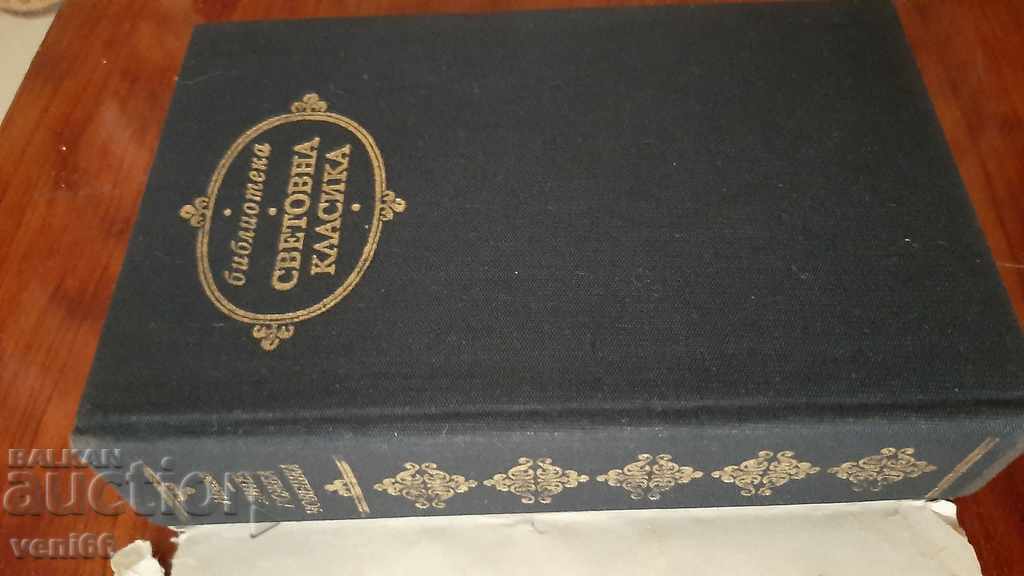 библиотека
СВЕТОВНА
КЛАСИКА
BALKAN
auction
veni66